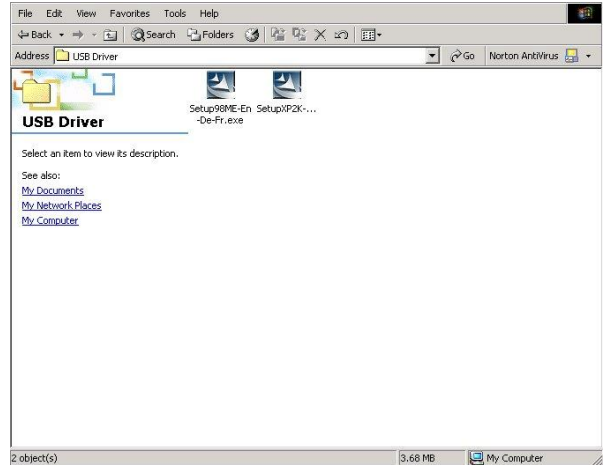 File Edit View Favorites Tools Help
Back Search Folders
Address USB Driver Go Norton AntiVirus
Setup98ME-En SetupXP2K-...
-De-Fr.exe
USB Driver
Select an item to view its description.
See also:
My Documents
My Network Places
My Computer
2 object(s) 3.68 MB My Computer